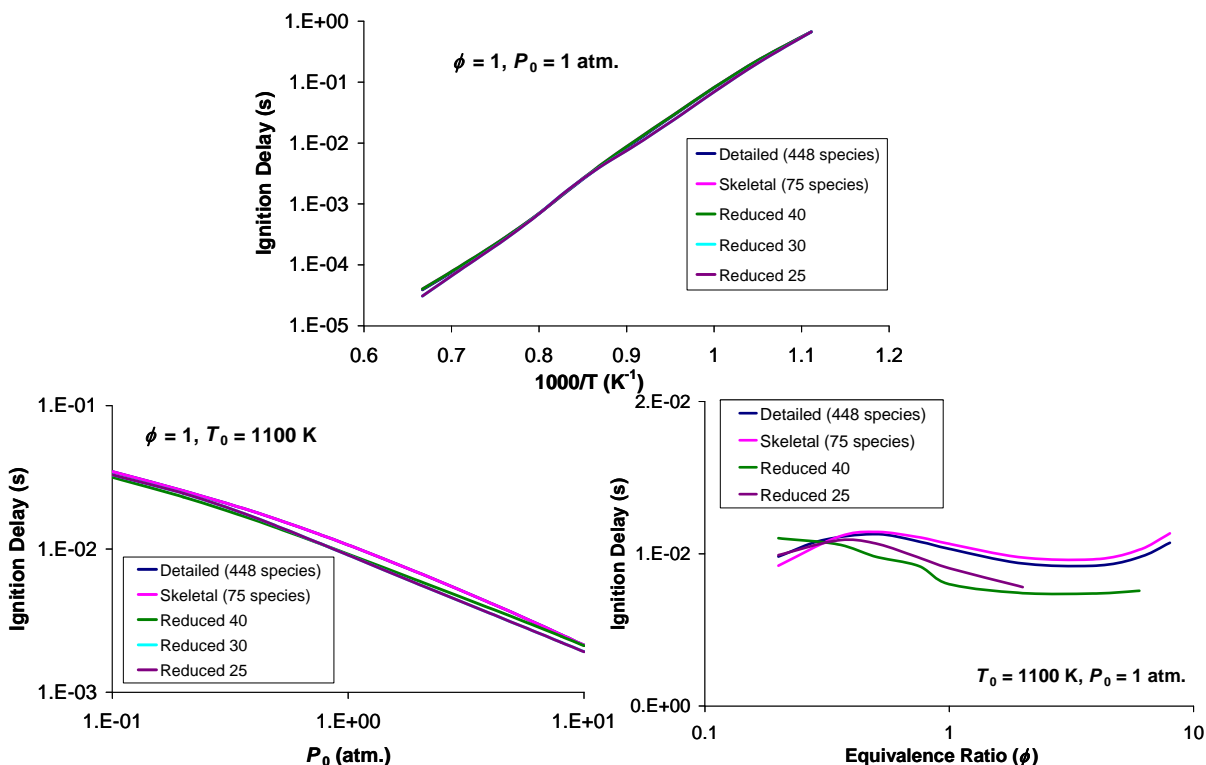 1.E+00
1.E-01
1.E-02
1.E-03
1.E-04
1.E-05
Ignition Delay (s)
ϕ = 1, P0 = 1 atm.
Detailed (448 species)
Skeletal (75 species)
Reduced 40
Reduced 30
Reduced 25
0.6 0.7 0.8 0.9 1 1.1 1.2
1000/T (K-1)
1.E-01
1.E-02
1.E-03
Ignition Delay (s)
ϕ = 1, T0 = 1100 K
Detailed (448 species)
Skeletal (75 species)
Reduced 40
Reduced 30
Reduced 25
1.E-01 1.E+00 1.E+01
P0 (atm.)
2.E-02
1.E-02
0.E+00
Ignition Delay (s)
Detailed (448 species)
Skeletal (75 species)
Reduced 40
Reduced 25
T0 = 1100 K, P0 = 1 atm.
0.1 1 10
Equivalence Ratio (ϕ)